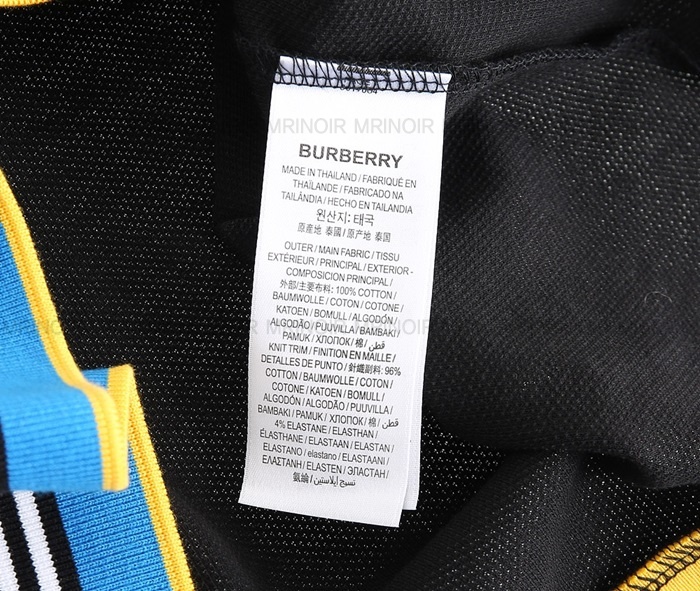 MRINOIR MRINOIR
BURBERRY
MADE IN THAILAND / FABRIQUÉ EN
THAÏLANDE / FABRICADO NA
TAILÂNDIA / HECHO EN TAILANDIA
원산지: 태국
原產地 泰國 / 原产地 泰国
OUTER / MAIN FABRIC / TISSU
EXTÉRIEUR / PRINCIPAL / EXTERIOR -
COMPOSICION PRINCIPAL /
外部/主要布料: 100% COTTON /
BAUMWOLLE / COTON / COTONE /
KATOEN / BOMULL / ALGODÓN /
MRINOIR MRINOIR
ALGODÃO / PUUVILLA / BAMBAKI /
PAMUK / ХЛОПОК / 棉 / قطن /
KNIT TRIM / FINITION EN MAILLE /
DETALLES DE PUNTO / 針織副料: 96%
COTTON / BAUMWOLLE / COTON /
COTONE / KATOEN / BOMULL /
ALGODÓN / ALGODÃO / PUUVILLA /
BAMBAKI / PAMUK / ХЛОПОК / 棉 / قطن /
4% ELASTANE / ELASTHAN /
ÉLASTHANE / ELASTAAN / ELASTAN /
ELASTANO / elastano / ELASTAANI /
ΕΛΑΣΤΑΝΗ / ELASTEN / ЭЛАСТАН /
氨綸 / نسيج إيلاستين